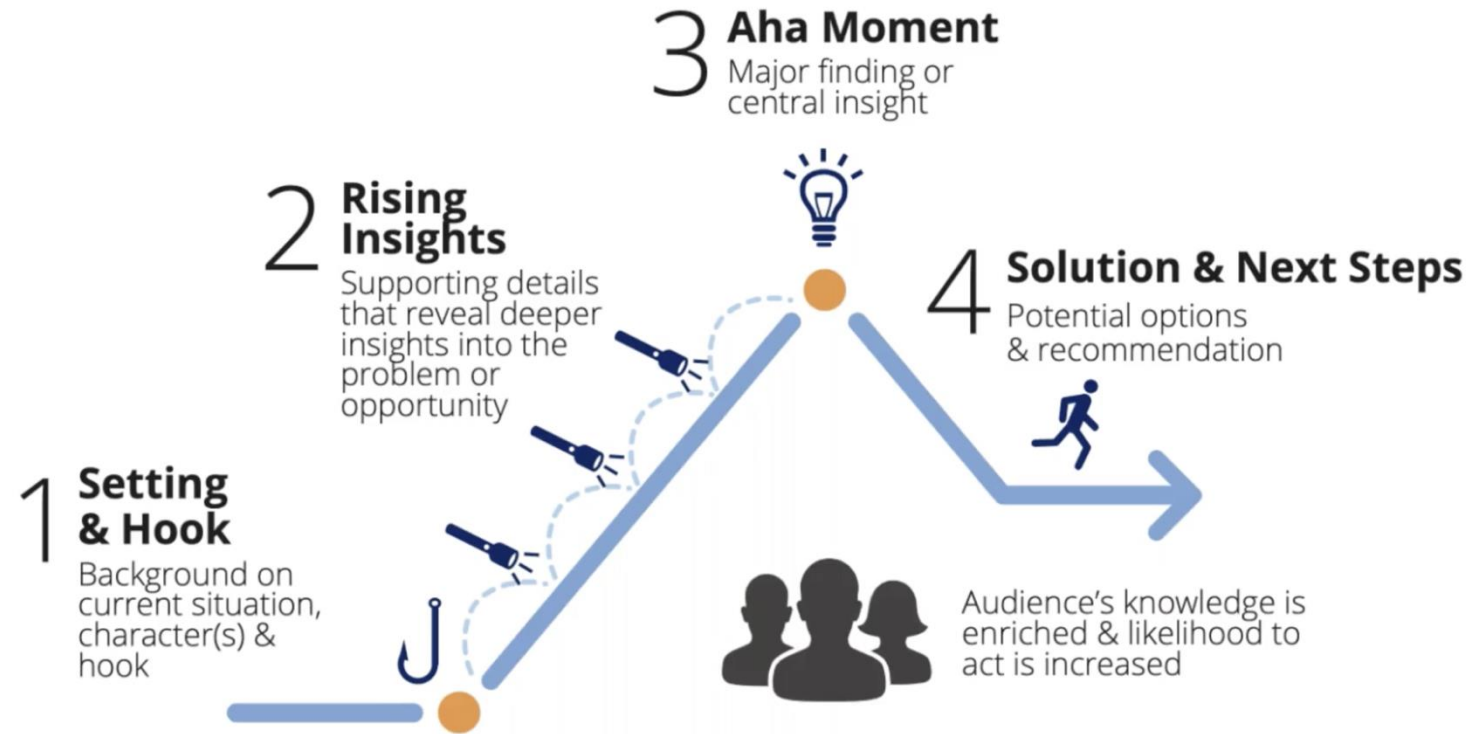 1
Setting
& Hook
Background on
current situation,
character(s) &
hook
2
Rising
Insights
Supporting details
that reveal deeper
insights into the
problem or
opportunity
3
Aha Moment
Major finding or
central insight
4
Solution & Next Steps
Potential options
& recommendation
Audience’s knowledge is
enriched & likelihood to
act is increased